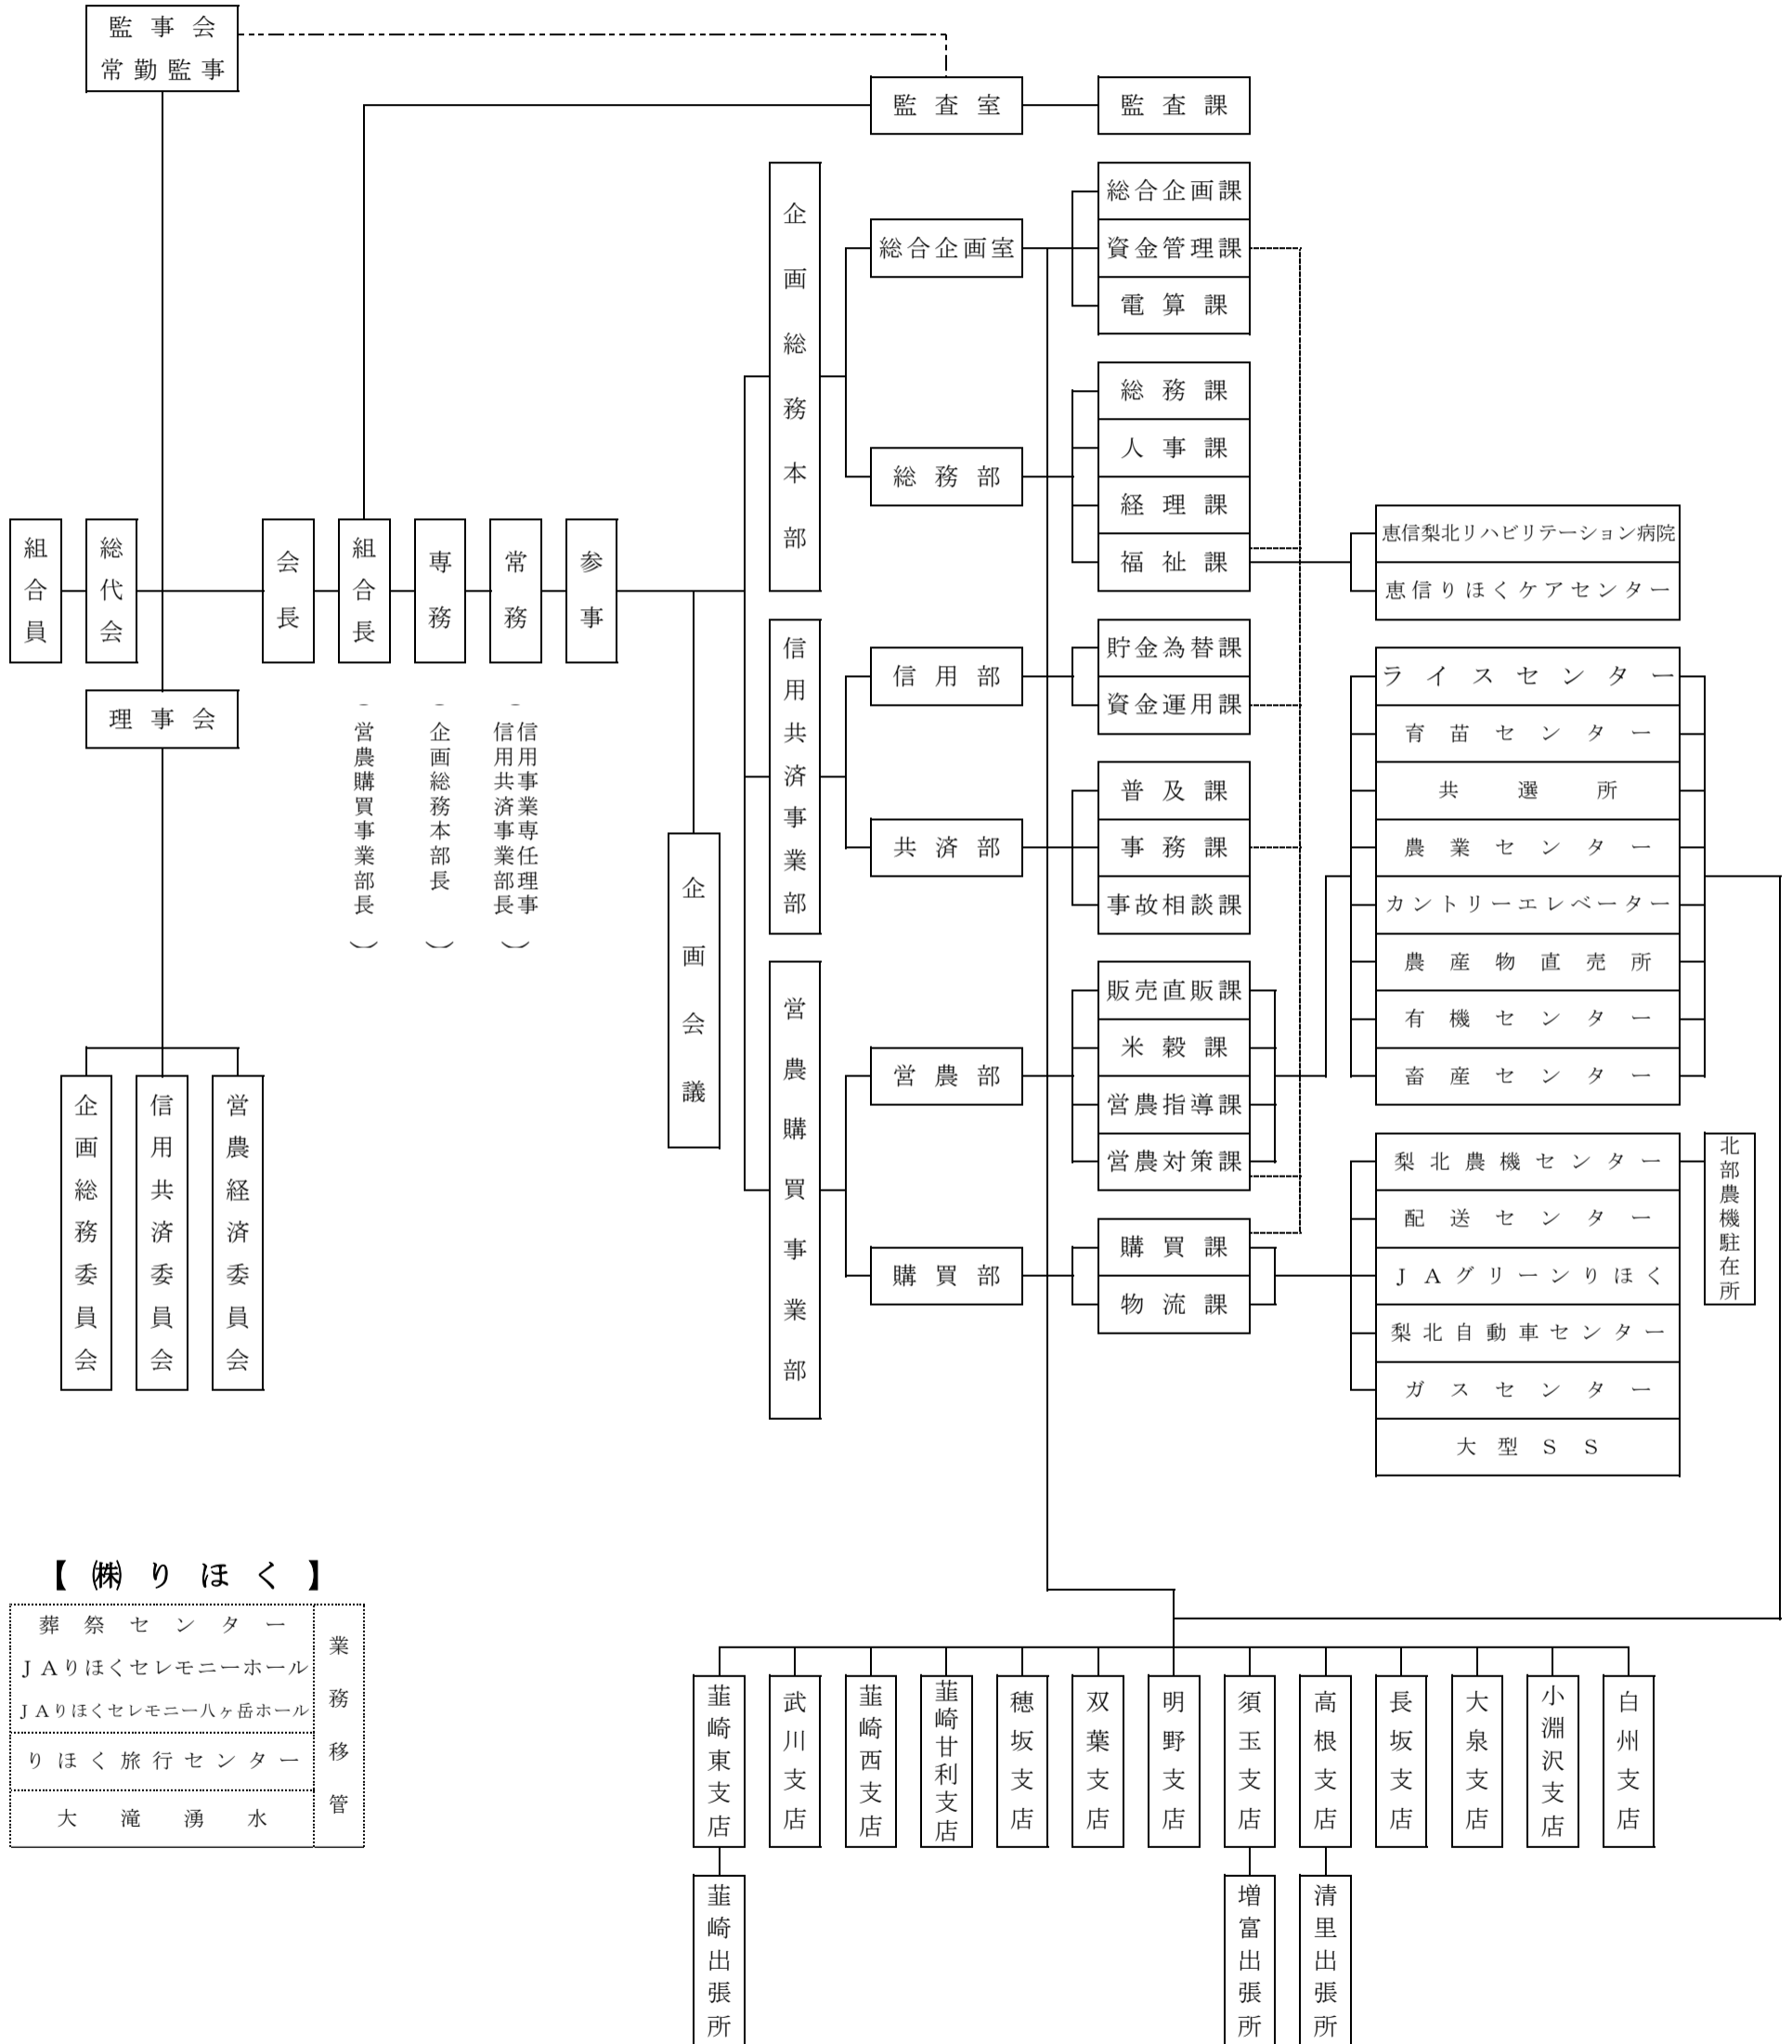 監事会
常勤監事
監査室
監査課
企画総務本部
総合企画室
総合企画課
資金管理課
電算課
総務部
総務課
人事課
経理課
福祉課
恵信梨北リハビリテーション病院
恵信りほくケアセンター
組合員
総代会
会長
組合長
専務
常務
参事
理事会
（営農購買事業部長）
（企画総務本部長）
（信用事業専任理事
信用共済事業部長）
企画会議
信用共済事業部
信用部
貯金為替課
資金運用課
共済部
普及課
事務課
事故相談課
ライスセンター
育苗センター
共選所
農業センター
カントリーエレベーター
農産物直売所
有機センター
畜産センター
営農購買事業部
営農部
販売直販課
米穀課
営農指導課
営農対策課
購買部
購買課
物流課
梨北農機センター
配送センター
JAグリーンりほく
梨北自動車センター
ガスセンター
大型SS
北部農機駐在所
企画総務委員会
信用共済委員会
営農経済委員会
【㈱りほく】
葬祭センター
JAりほくセレモニーホール
JAりほくセレモニー八ヶ岳ホール
りほく旅行センター
大滝湧水
業務移管
韮崎東支店
武川支店
韮崎西支店
韮崎甘利支店
穂坂支店
双葉支店
明野支店
須玉支店
高根支店
長坂支店
大泉支店
小淵沢支店
白州支店
韮崎出張所
増富出張所
清里出張所